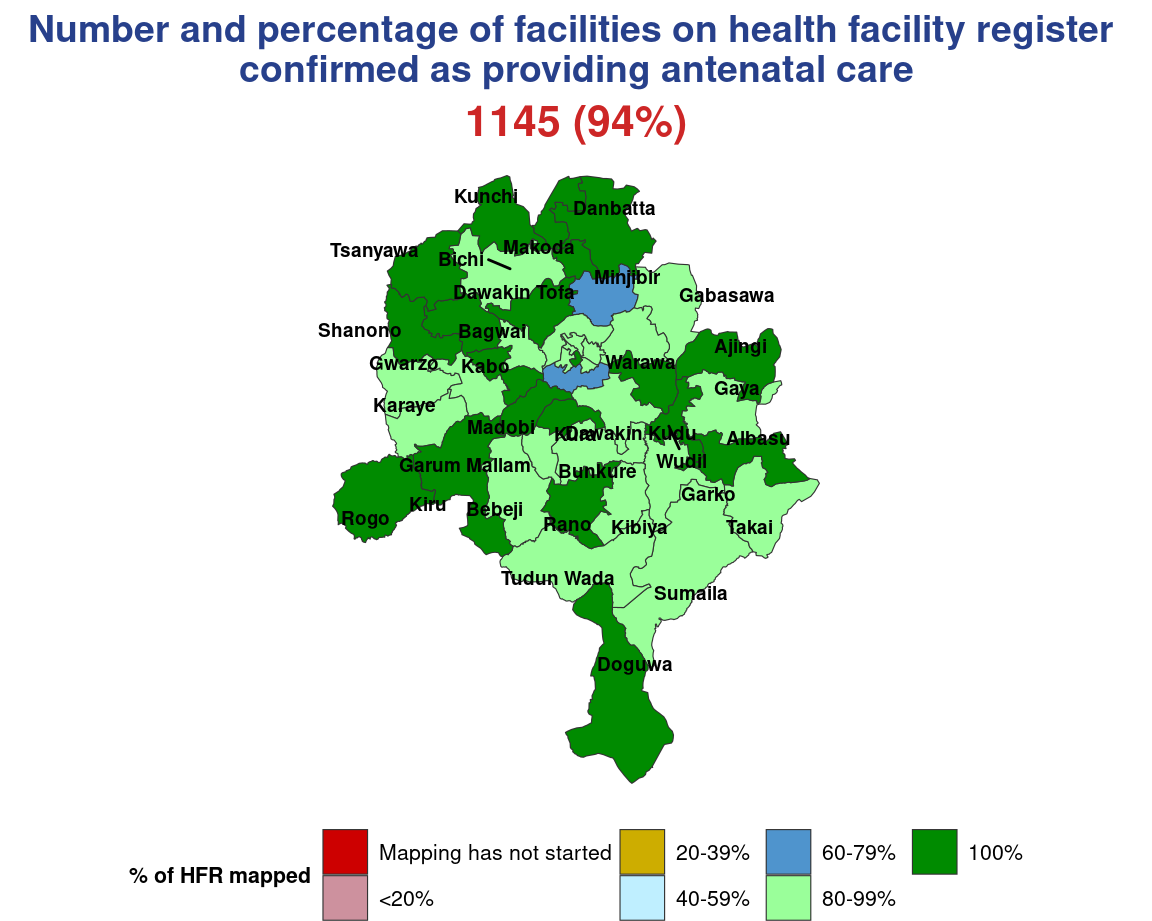 Number and percentage of facilities on health facility register
confirmed as providing antenatal care
1145 (94%)
Kunchi
Danbatta
Tsanyawa
Makoda
Bichi
Minjibir
Dawakin Tofa
Gabasawa
Shanono
Bagwai
Ajingi
Gwarzo
Kabo
Warawa
Gaya
Karaye
Madobi
Kura
Dawakin Kudu
Albasu
Garum Mallam
Wudil
Bunkure
Garko
Kiru
Bebeji
Rogo
Rano
Kibiya
Takai
Tudun Wada
Sumaila
Doguwa
% of HFR mapped
Mapping has not started
20-39%
60-79%
100%
<20%
40-59%
80-99%